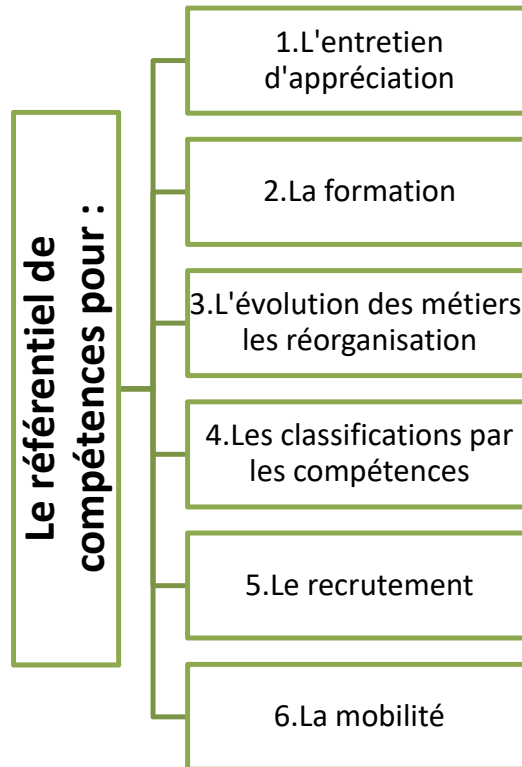 Le référentiel de
compétences pour :
1.L'entretien
d'appréciation
2.La formation
3.L'évolution des métiers
les réorganisation
4.Les classifications par
les compétences
5.Le recrutement
6.La mobilité